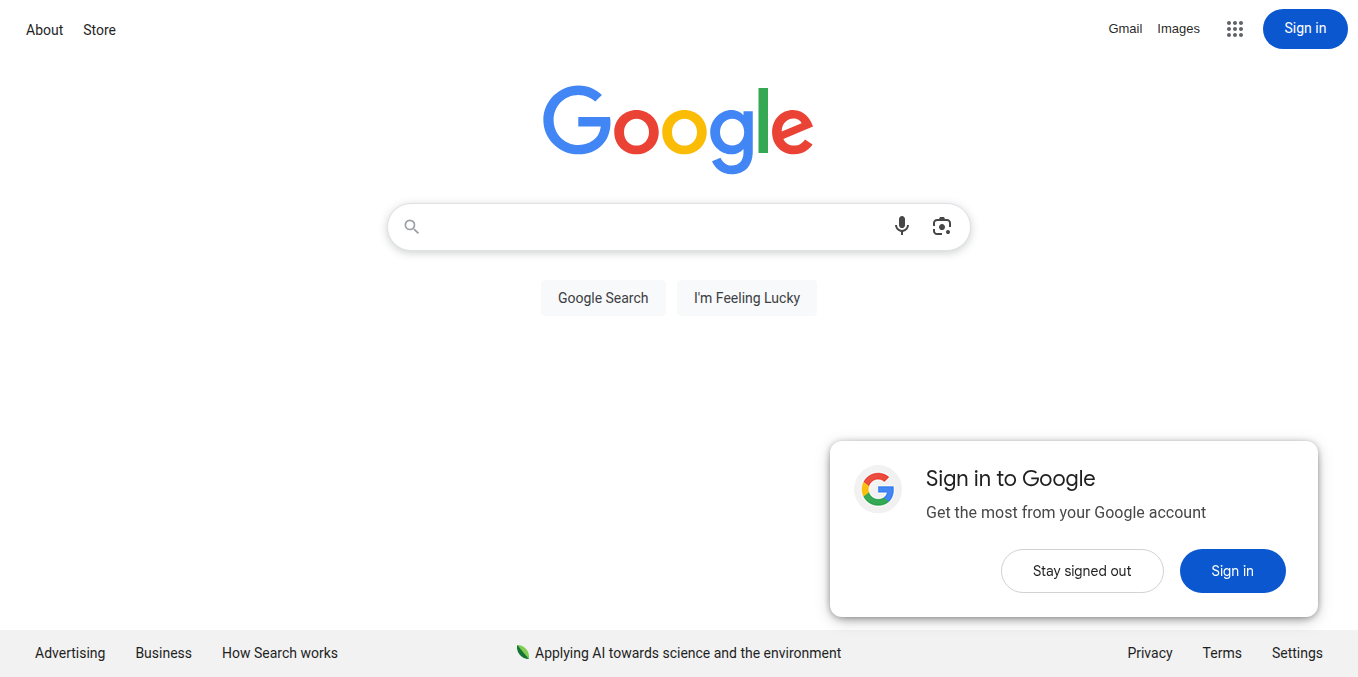 About Store Gmail Images Sign in
Google
Google Search I'm Feeling Lucky
Sign in to Google
Get the most from your Google account
Stay signed out Sign in
Advertising Business How Search works Applying AI towards science and the environment Privacy Terms Settings